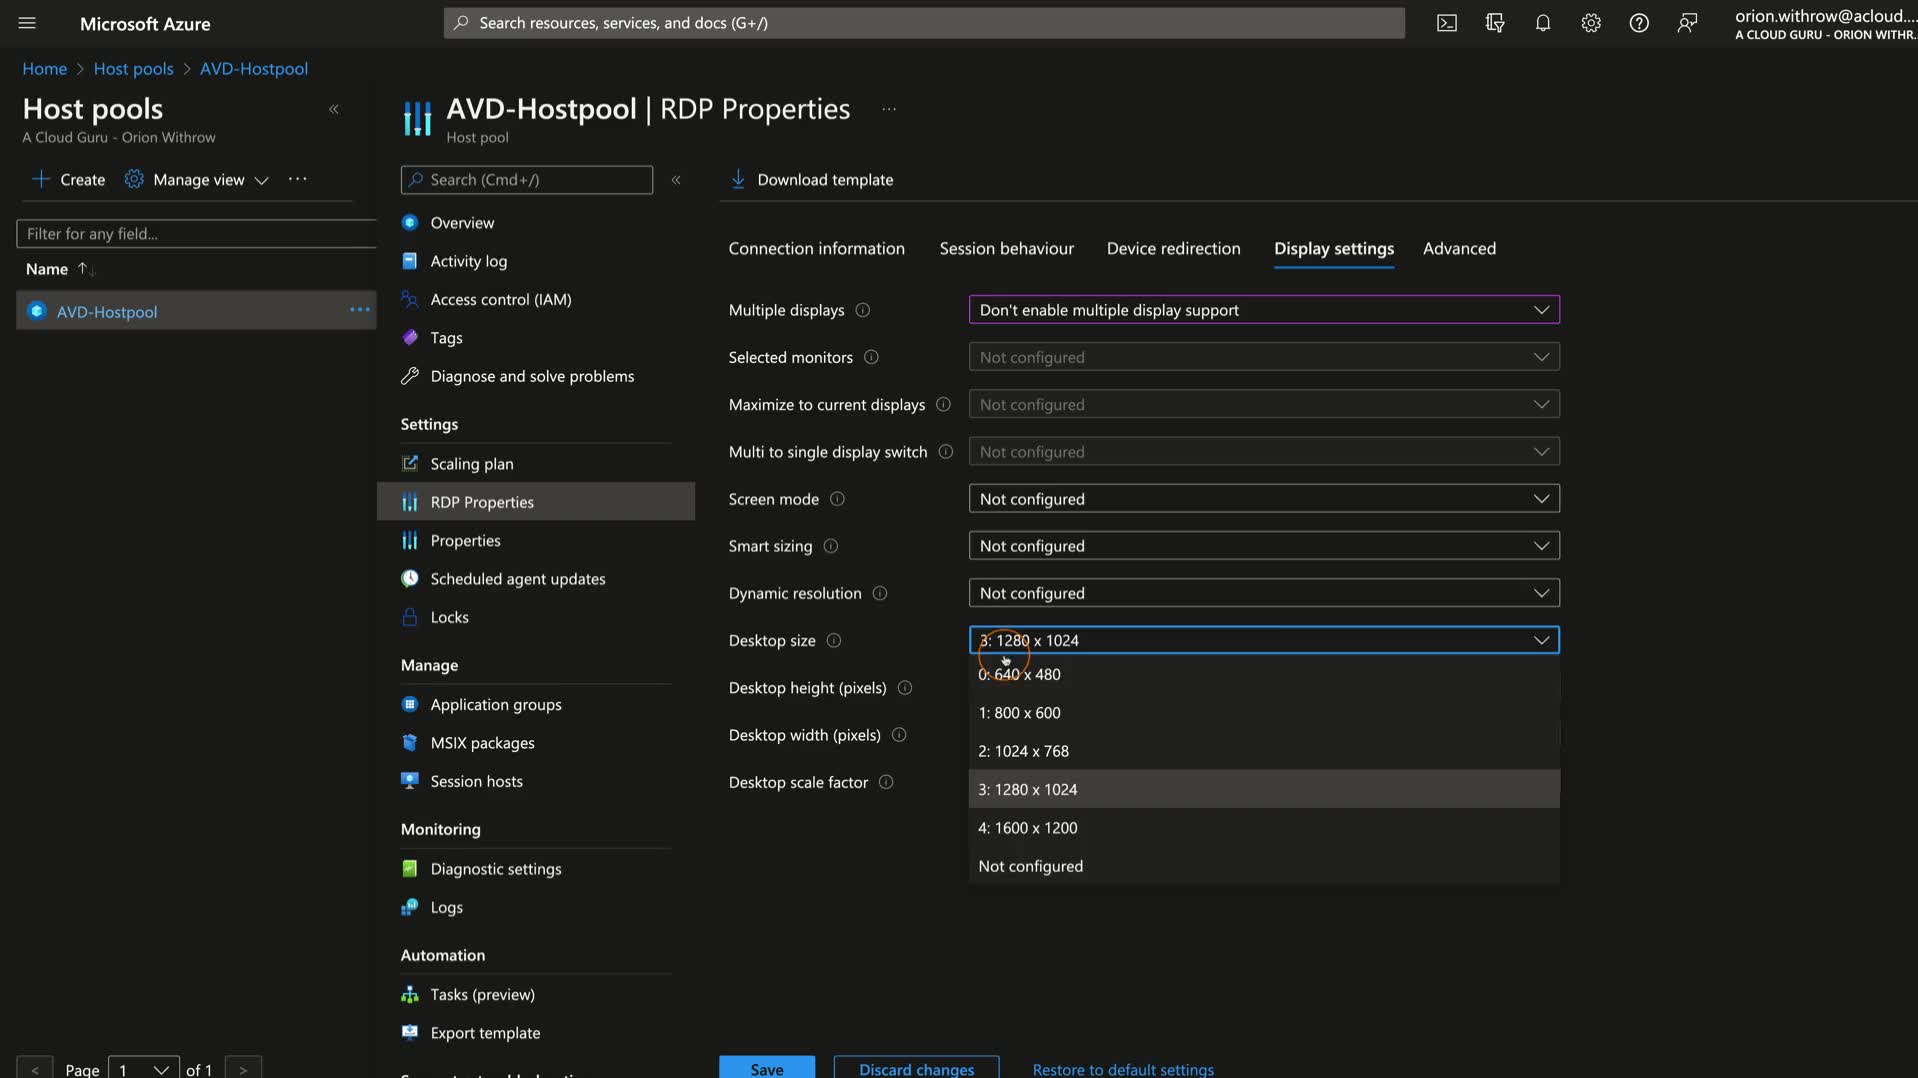 Microsoft Azure
Search resources, services, and docs (G+/)
orion.withrow@acloud....
A CLOUD GURU - ORION WITHR...
Home > Host pools > AVD-Hostpool
Host pools
A Cloud Guru - Orion Withrow
Create
Manage view
Filter for any field...
Name
AVD-Hostpool
Page 1 of 1
AVD-Hostpool | RDP Properties
Host pool
Search (Cmd+/)
Overview
Activity log
Access control (IAM)
Tags
Diagnose and solve problems
Settings
Scaling plan
RDP Properties
Properties
Scheduled agent updates
Locks
Manage
Application groups
MSIX packages
Session hosts
Monitoring
Diagnostic settings
Logs
Automation
Tasks (preview)
Export template
Download template
Connection information
Session behaviour
Device redirection
Display settings
Advanced
Multiple displays
Don't enable multiple display support
Selected monitors
Not configured
Maximize to current displays
Not configured
Multi to single display switch
Not configured
Screen mode
Not configured
Smart sizing
Not configured
Dynamic resolution
Not configured
Desktop size
3: 1280 x 1024
0: 640 x 480
1: 800 x 600
2: 1024 x 768
3: 1280 x 1024
4: 1600 x 1200
Not configured
Desktop height (pixels)
Desktop width (pixels)
Desktop scale factor
Save
Discard changes
Restore to default settings